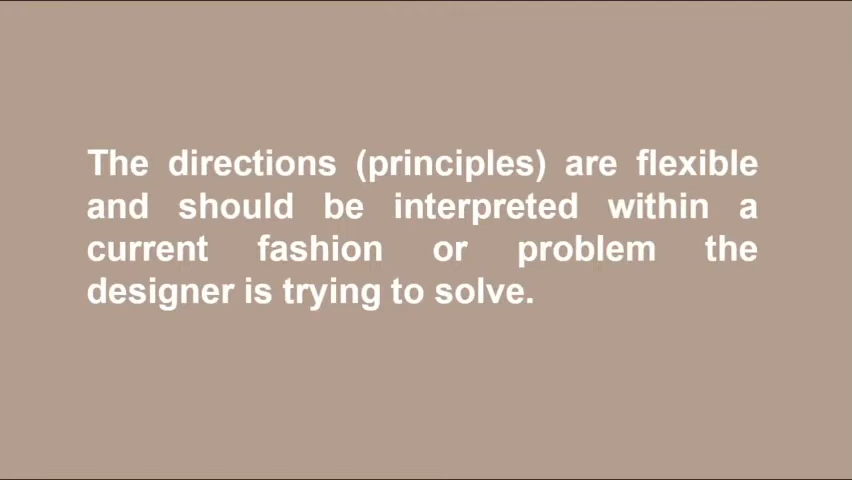 The directions (principles) are flexible
and should be interpreted within a
current fashion or problem the
designer is trying to solve.